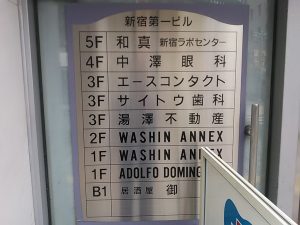 新宿第一ビル
5F 和真 新宿ラボセンター
4F 中澤眼科
3F エースコンタクト
3F サイトウ歯科
3F 湯澤不動産
2F WASHIN ANNEX
1F WASHIN ANNEX
1F ADOLFO DOMING
B1 居酒屋 御